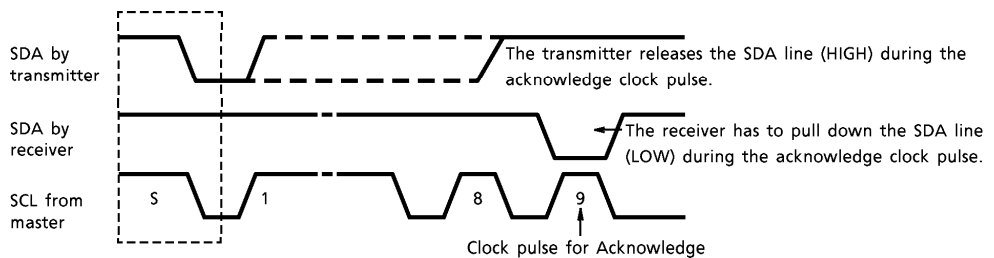 SDA by
transmitter
The transmitter releases the SDA line (HIGH) during the
acknowledge clock pulse.
SDA by
receiver
The receiver has to pull down the SDA line
(LOW) during the acknowledge clock pulse.
SCL from
master
S
1
8
9
Clock pulse for Acknowledge